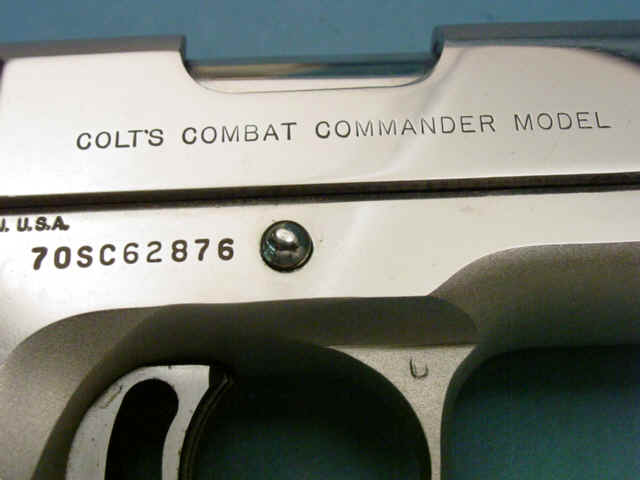 COLT'S COMBAT COMMANDER MODEL
U.S.A.
70SC62876
U